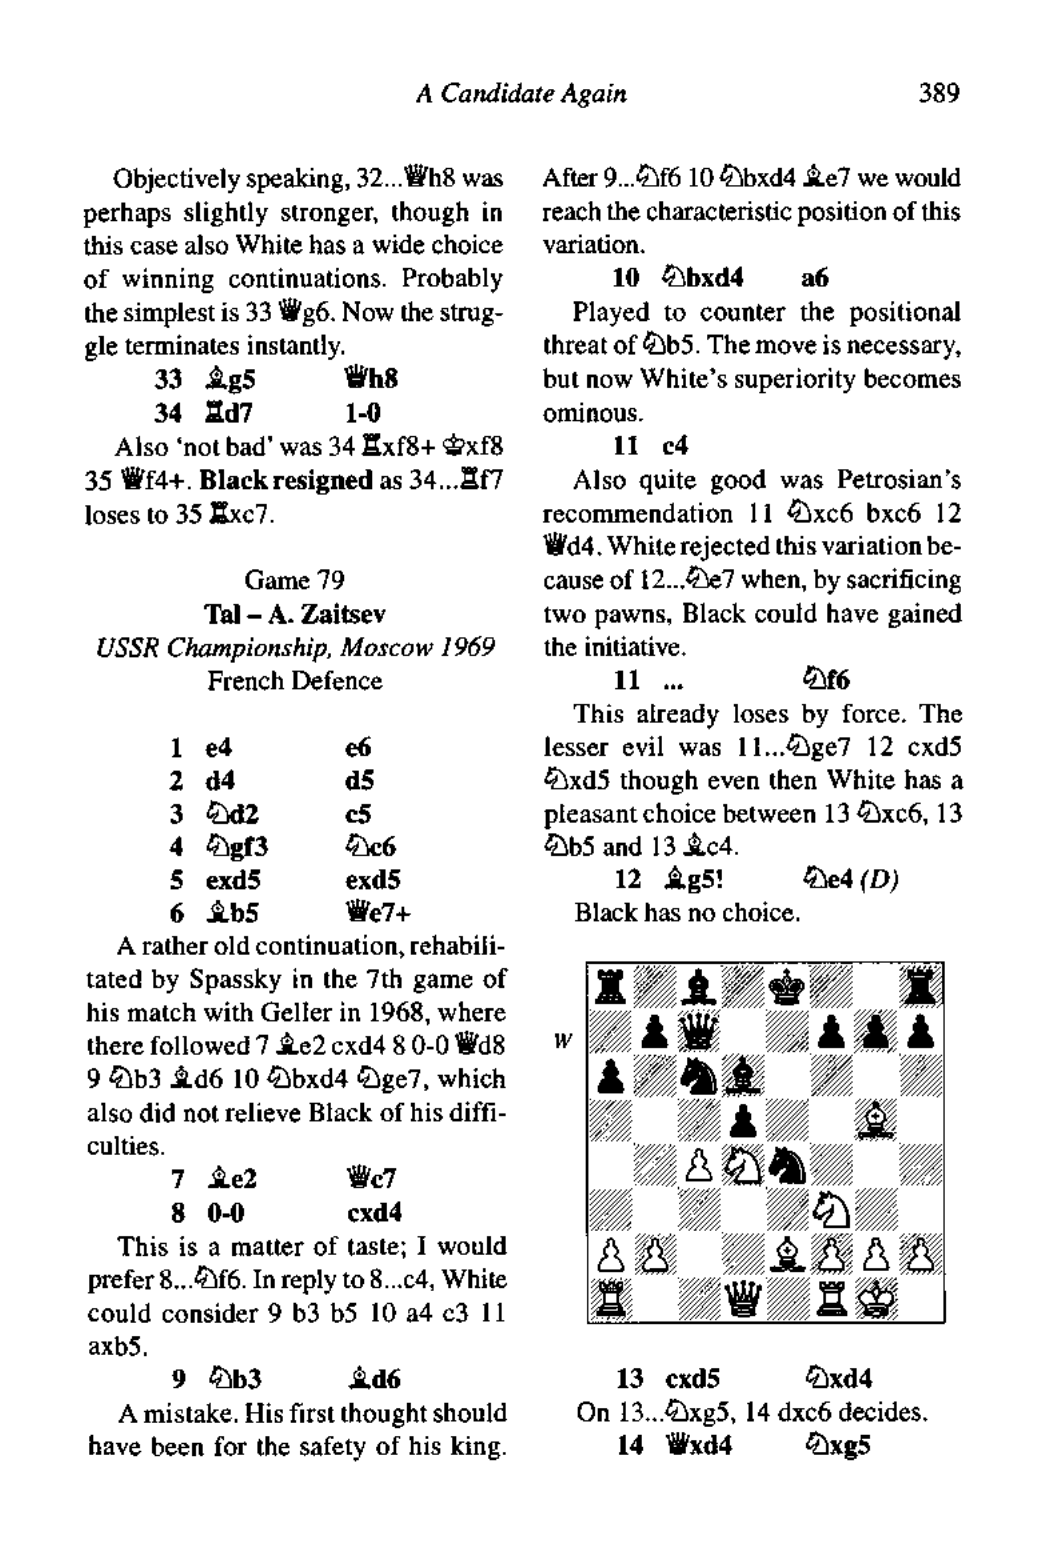 A Candidate Again 389
Objectively speaking, 32...♕h8 was
perhaps slightly stronger, though in
this case also White has a wide choice
of winning continuations. Probably
the simplest is 33 ♕g6. Now the strug-
gle terminates instantly.
33 ♗g5 ♕h8
34 ♖d7 1-0
Also ‘not bad’ was 34 ♖xf8+ ♔xf8
35 ♕f4+. Black resigned as 34...♖f7
loses to 35 ♖xc7.
Game 79
Tal – A. Zaitsev
USSR Championship, Moscow 1969
French Defence
1 e4 e6
2 d4 d5
3 ♘d2 c5
4 ♘gf3 ♘c6
5 exd5 exd5
6 ♗b5 ♕e7+
A rather old continuation, rehabili-
tated by Spassky in the 7th game of
his match with Geller in 1968, where
there followed 7 ♗e2 cxd4 8 0-0 ♕d8
9 ♘b3 ♗d6 10 ♘bxd4 ♘ge7, which
also did not relieve Black of his diffi-
culties.
7 ♗e2 ♕c7
8 0-0 cxd4
This is a matter of taste; I would
prefer 8...♘f6. In reply to 8...c4, White
could consider 9 b3 b5 10 a4 c3 11
axb5.
9 ♘b3 ♗d6
A mistake. His first thought should
have been for the safety of his king.
After 9...♘f6 10 ♘bxd4 ♗e7 we would
reach the characteristic position of this
variation.
10 ♘bxd4 a6
Played to counter the positional
threat of ♘b5. The move is necessary,
but now White’s superiority becomes
ominous.
11 c4
Also quite good was Petrosian’s
recommendation 11 ♘xc6 bxc6 12
♕d4. White rejected this variation be-
cause of 12...♘e7 when, by sacrificing
two pawns, Black could have gained
the initiative.
11 ... ♘f6
This already loses by force. The
lesser evil was 11...♘ge7 12 cxd5
♘xd5 though even then White has a
pleasant choice between 13 ♘xc6, 13
♘b5 and 13 ♗c4.
12 ♗g5! ♘e4 (D)
Black has no choice.
W
13 cxd5 ♘xd4
On 13...♘xg5, 14 dxc6 decides.
14 ♕xd4 ♘xg5